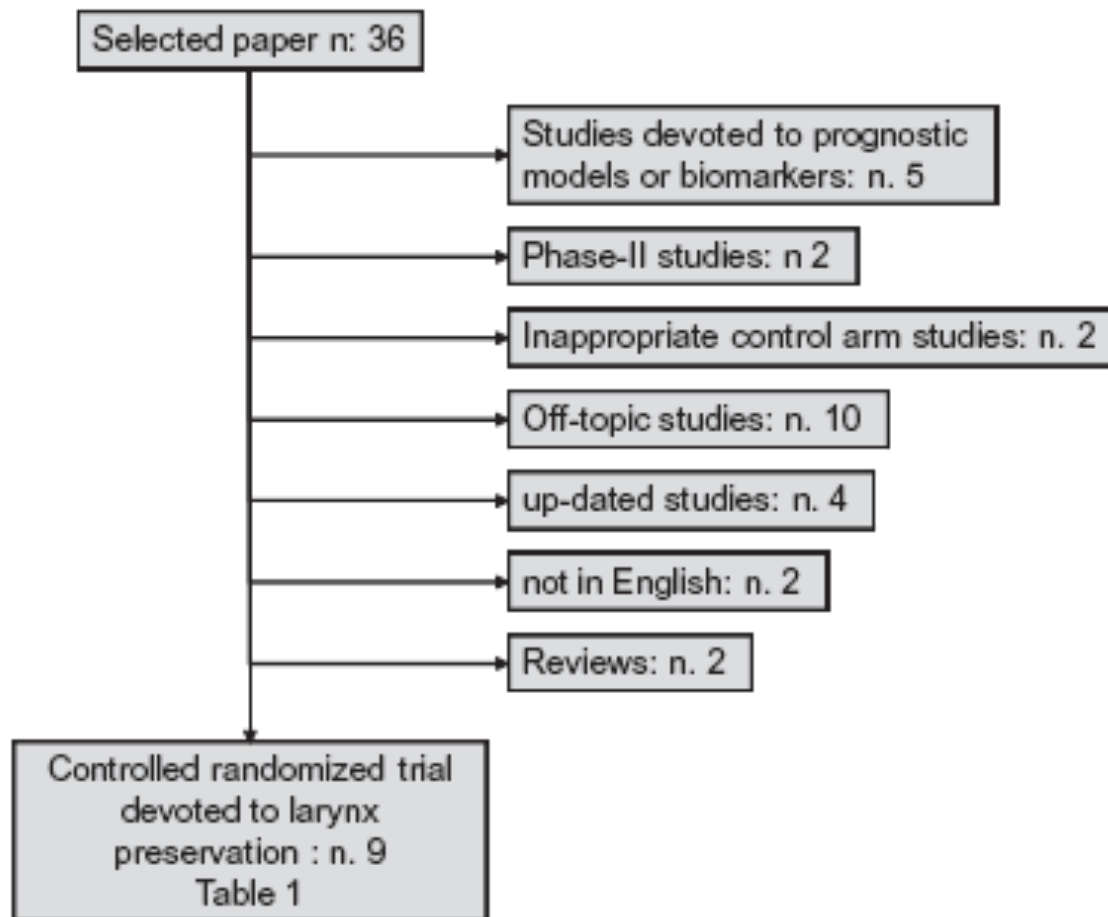 Selected paper n: 36
Studies devoted to prognostic
models or biomarkers: n. 5
Phase-II studies: n 2
Inappropriate control arm studies: n. 2
Off-topic studies: n. 10
up-dated studies: n. 4
not in English: n. 2
Reviews: n. 2
Controlled randomized trial
devoted to larynx
preservation : n. 9
Table 1